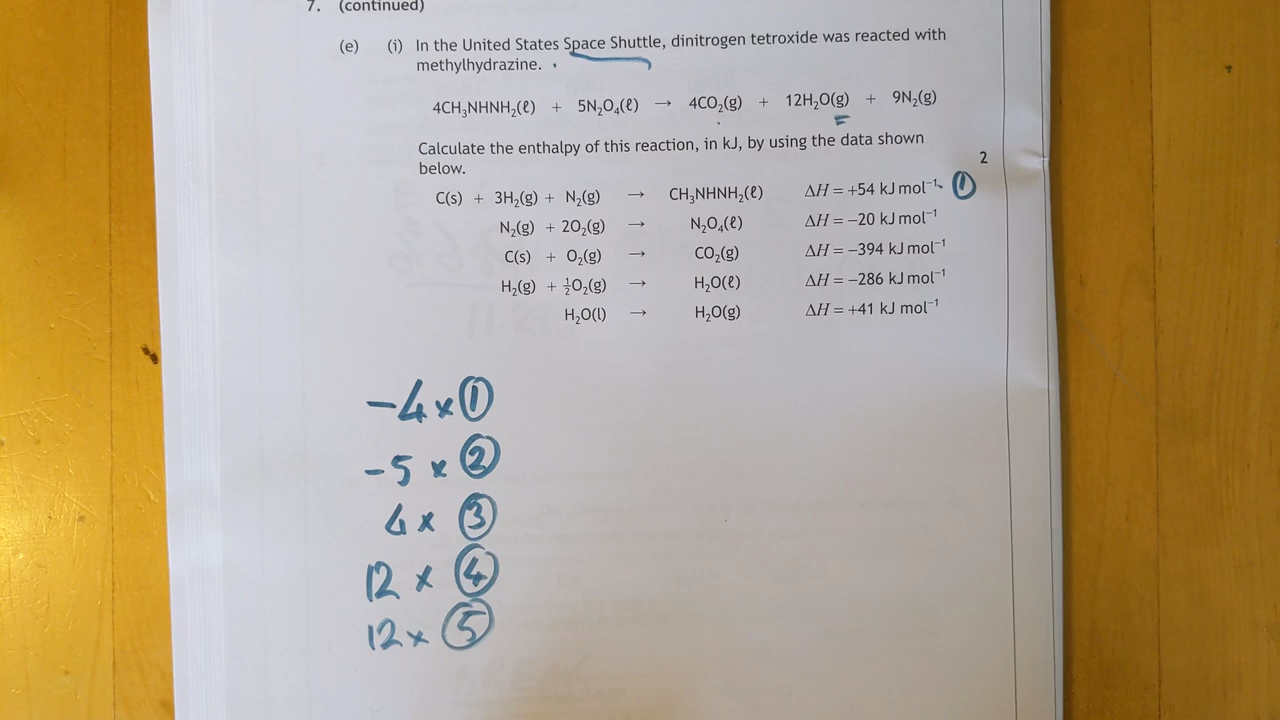 7. (continued)
(e) (i) In the United States Space Shuttle, dinitrogen tetroxide was reacted with
methylhydrazine.
4CH₃NHNH₂(ℓ) + 5N₂O₄(ℓ) → 4CO₂(g) + 12H₂O(g) + 9N₂(g)
Calculate the enthalpy of this reaction, in kJ, by using the data shown
below.
2
C(s) + 3H₂(g) + N₂(g) → CH₃NHNH₂(ℓ) ΔH = +54 kJ mol⁻¹ ①
N₂(g) + 2O₂(g) → N₂O₄(ℓ) ΔH = −20 kJ mol⁻¹
C(s) + O₂(g) → CO₂(g) ΔH = −394 kJ mol⁻¹
H₂(g) + ½O₂(g) → H₂O(ℓ) ΔH = −286 kJ mol⁻¹
H₂O(l) → H₂O(g) ΔH = +41 kJ mol⁻¹
-4 × ①
-5 × ②
4 × ③
12 × ④
12 × ⑤